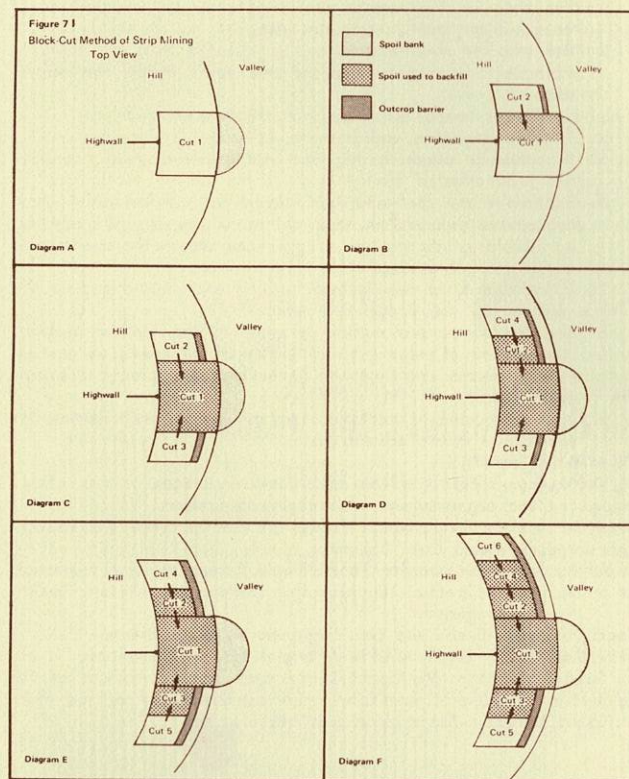 Figure 7 I
Block-Cut Method of Strip Mining
Top View
Hill
Valley
Highwall
Cut 1
Diagram A
Spoil bank
Spoil used to backfill
Outcrop barrier
Hill
Valley
Cut 2
Highwall
Cut 1
Diagram B
Hill
Valley
Cut 2
Highwall
Cut 1
Cut 3
Diagram C
Hill
Valley
Cut 4
Cut 2
Highwall
Cut 1
Cut 3
Diagram D
Hill
Valley
Cut 4
Cut 2
Cut 1
Cut 3
Cut 5
Diagram E
Cut 6
Hill
Valley
Cut 4
Cut 2
Highwall
Cut 1
Cut 3
Cut 5
Diagram F